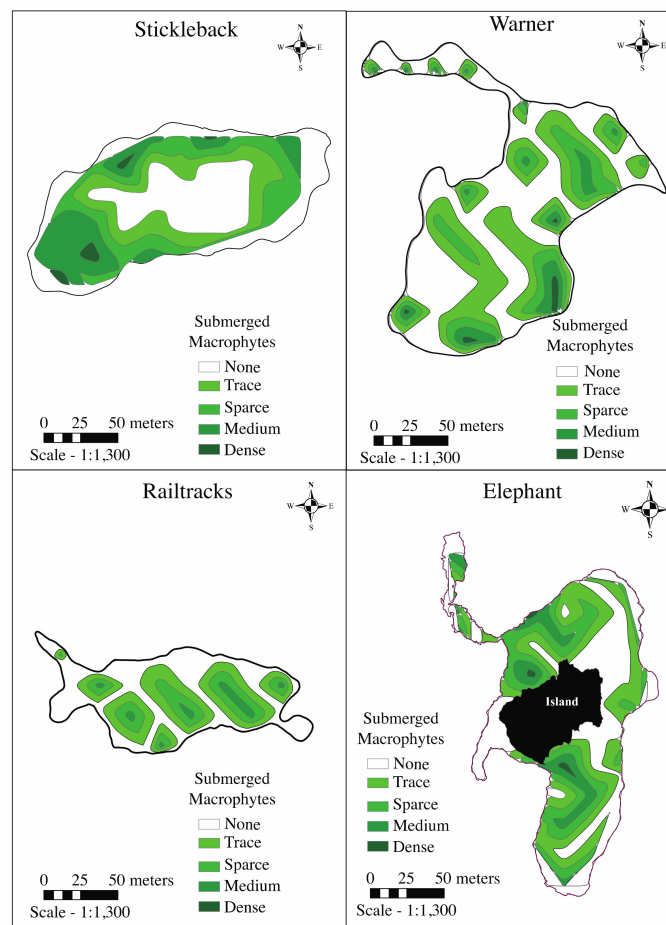 Stickleback
N
W E
S
Submerged
Macrophytes
None
Trace
Sparce
Medium
Dense
0 25 50 meters
Scale - 1:1,300
Warner
N
W E
S
Submerged
Macrophytes
None
Trace
Sparce
Medium
Dense
0 25 50 meters
Scale - 1:1,300
Railtracks
N
W E
S
Submerged
Macrophytes
None
Trace
Sparce
Medium
Dense
0 25 50 meters
Scale - 1:1,300
Elephant
N
W E
S
Island
Submerged
Macrophytes
None
Trace
Sparce
Medium
Dense
0 25 50 meters
Scale - 1:1,300